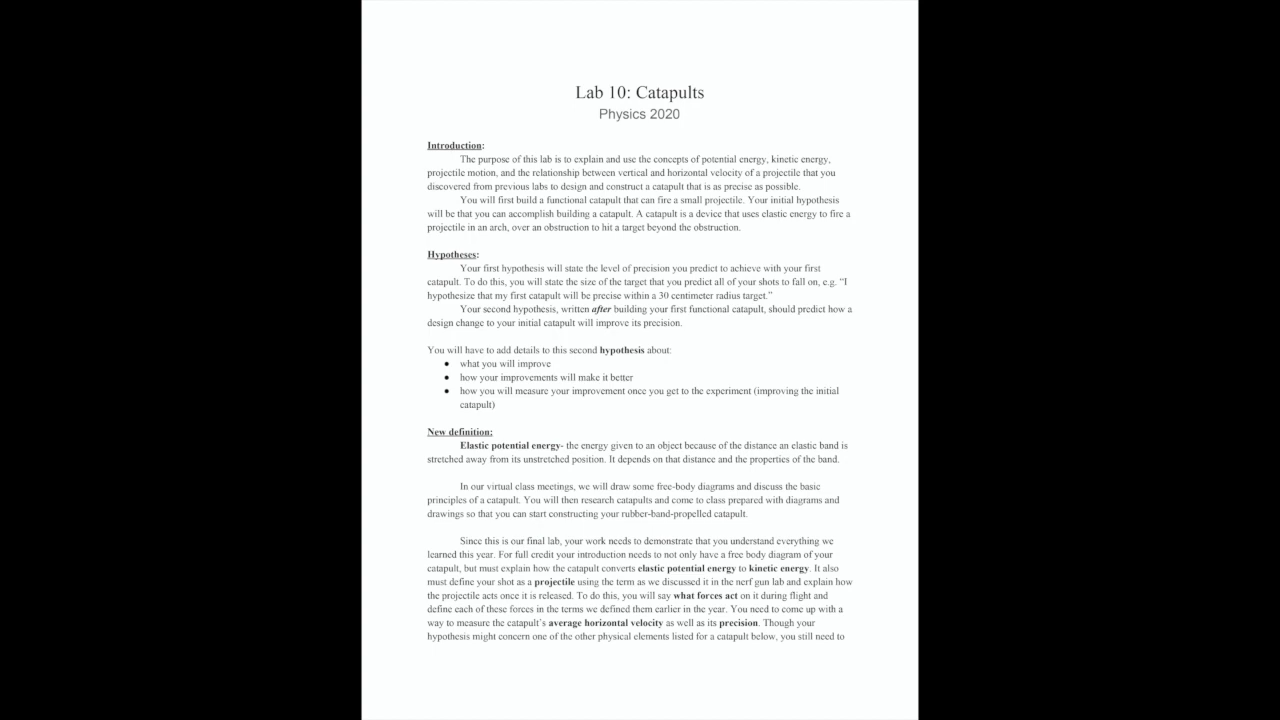 Lab 10: Catapults
Physics 2020
Introduction:
The purpose of this lab is to explain and use the concepts of potential energy, kinetic energy,
projectile motion, and the relationship between vertical and horizontal velocity of a projectile that you
discovered from previous labs to design and construct a catapult that is as precise as possible.
You will first build a functional catapult that can fire a small projectile. Your initial hypothesis
will be that you can accomplish building a catapult. A catapult is a device that uses elastic energy to fire a
projectile in an arch, over an obstruction to hit a target beyond the obstruction.
Hypotheses:
Your first hypothesis will state the level of precision you predict to achieve with your first
catapult. To do this, you will state the size of the target that you predict all of your shots to fall on, e.g. “I
hypothesize that my first catapult will be precise within a 30 centimeter radius target.”
Your second hypothesis, written after building your first functional catapult, should predict how a
design change to your initial catapult will improve its precision.
You will have to add details to this second hypothesis about:
● what you will improve
● how your improvements will make it better
● how you will measure your improvement once you get to the experiment (improving the initial
catapult)
New definition:
Elastic potential energy- the energy given to an object because of the distance an elastic band is
stretched away from its unstretched position. It depends on that distance and the properties of the band.
In our virtual class meetings, we will draw some free-body diagrams and discuss the basic
principles of a catapult. You will then research catapults and come to class prepared with diagrams and
drawings so that you can start constructing your rubber-band-propelled catapult.
Since this is our final lab, your work needs to demonstrate that you understand everything we
learned this year. For full credit your introduction needs to not only have a free body diagram of your
catapult, but must explain how the catapult converts elastic potential energy to kinetic energy. It also
must define your shot as a projectile using the term as we discussed it in the nerf gun lab and explain how
the projectile acts once it is released. To do this, you will say what forces act on it during flight and
define each of these forces in the terms we defined them earlier in the year. You need to come up with a
way to measure the catapult’s average horizontal velocity as well as its precision. Though your
hypothesis might concern one of the other physical elements listed for a catapult below, you still need to